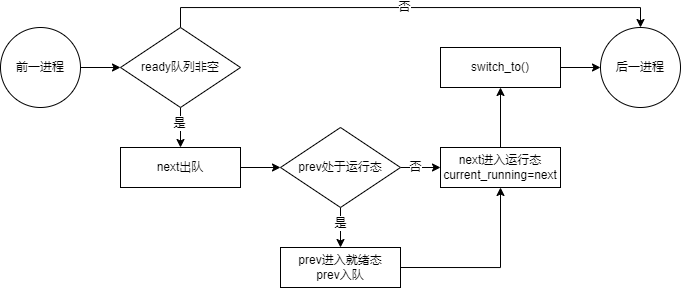 否
前一进程
ready队列非空
switch_to()
后一进程
是
next出队
prev处于运行态
否
next进入运行态
current_running=next
是
prev进入就绪态
prev入队